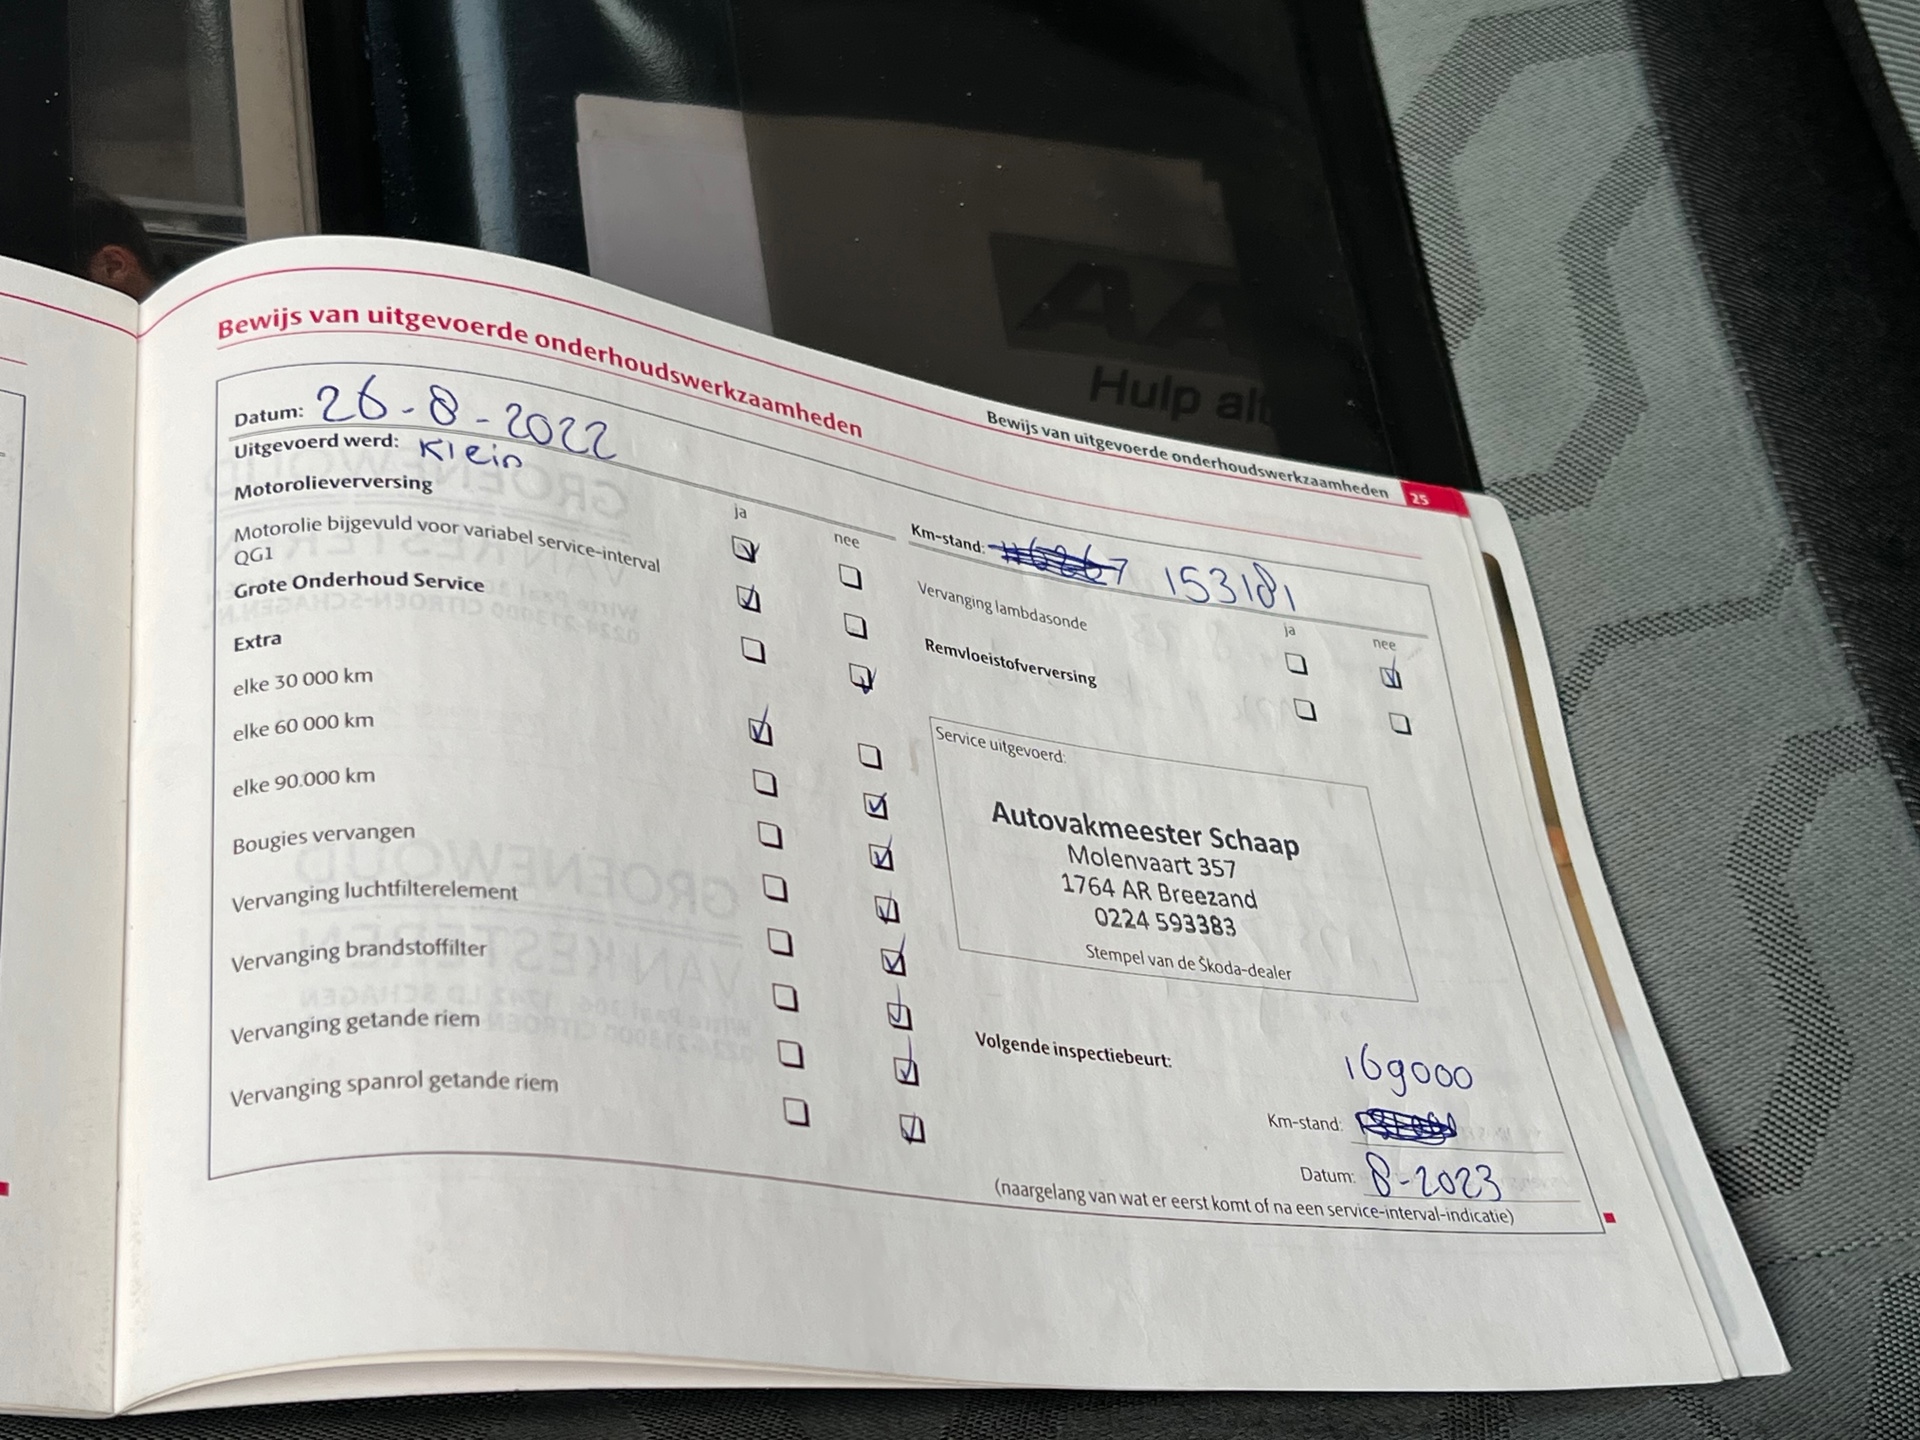 AA
Hulp alt
Bewijs van uitgevoerde onderhoudswerkzaamheden
Bewijs van uitgevoerde onderhoudswerkzaamheden 25
Datum: 26-8-2022
Uitgevoerd werd: Klein
Motorolieverversing
ja nee
Motorolie bijgevuld voor variabel service-interval
QG1
Grote Onderhoud Service
Extra
elke 30 000 km
elke 60 000 km
elke 90.000 km
Bougies vervangen
Vervanging luchtfilterelement
Vervanging brandstoffilter
Vervanging getande riem
Vervanging spanrol getande riem
Km-stand: 153181
Vervanging lambdasonde
ja nee
Remvloeistofverversing
Service uitgevoerd:
Autovakmeester Schaap
Molenvaart 357
1764 AR Breezand
0224 593383
Stempel van de Škoda-dealer
Volgende inspectiebeurt:
169000
Km-stand:
Datum: 8-2023
(naargelang van wat er eerst komt of na een service-interval-indicatie)